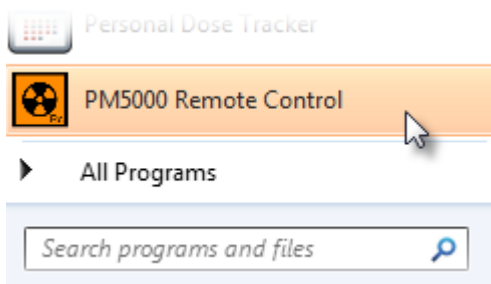 Personal Dose Tracker
PM5000 Remote Control
All Programs
Search programs and files